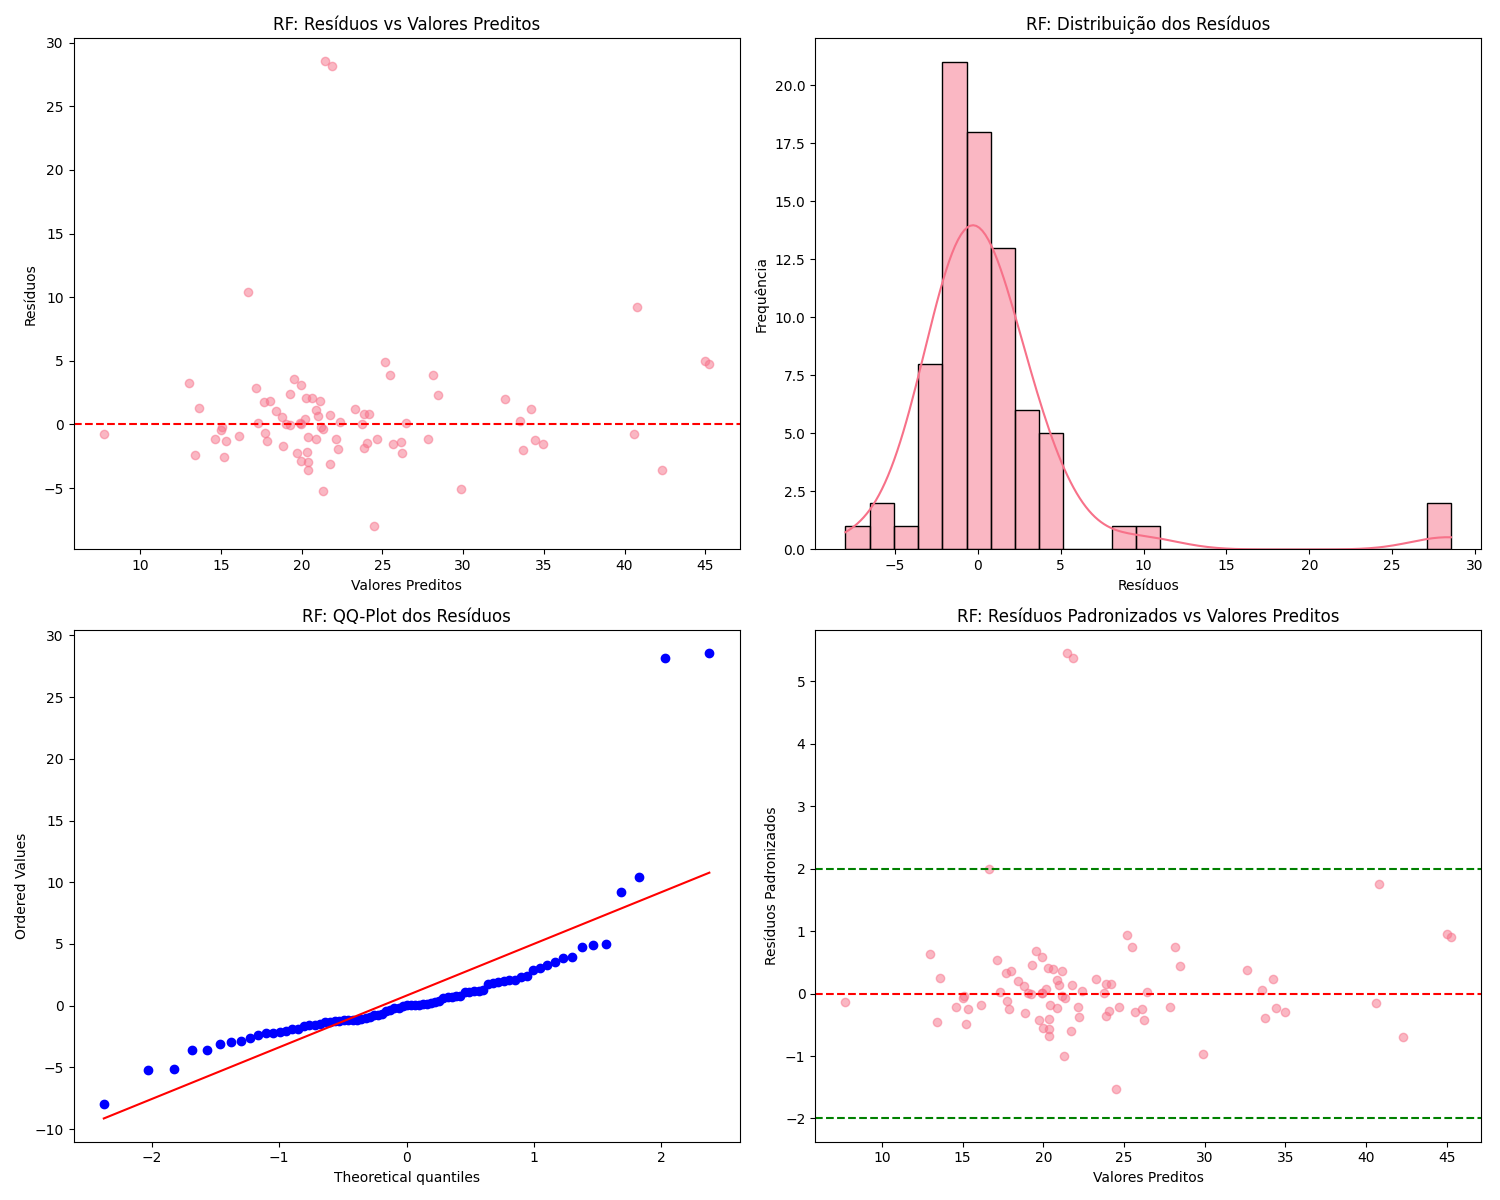 RF: Resíduos vs Valores Preditos
30
25
20
15
10
5
0
−5
Resíduos
10 15 20 25 30 35 40 45
Valores Preditos
RF: Distribuição dos Resíduos
20.0
17.5
15.0
12.5
10.0
7.5
5.0
2.5
0.0
Frequência
−5 0 5 10 15 20 25 30
Resíduos
RF: QQ-Plot dos Resíduos
30
25
20
15
10
5
0
−5
−10
Ordered Values
−2 −1 0 1 2
Theoretical quantiles
RF: Resíduos Padronizados vs Valores Preditos
5
4
3
2
1
0
−1
−2
Resíduos Padronizados
10 15 20 25 30 35 40 45
Valores Preditos